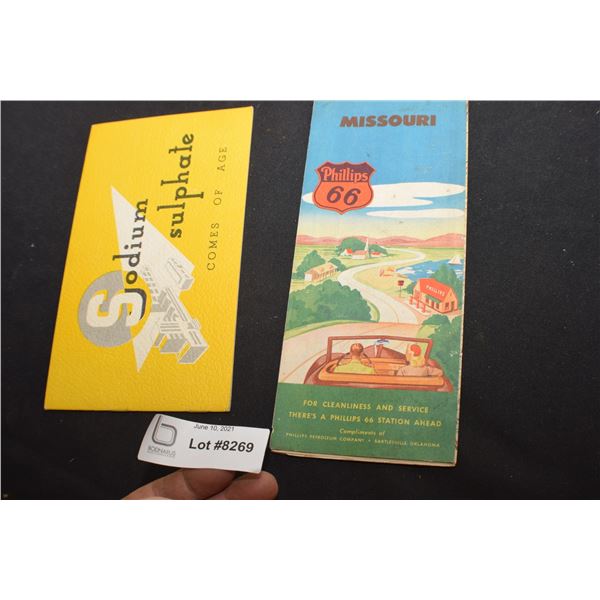 Sodium
sulphate
COMES OF AGE
MISSOURI
Phillips
66
PHILLIPS
FOR CLEANLINESS AND SERVICE
THERE'S A PHILLIPS 66 STATION AHEAD
Compliments of
PHILLIPS PETROLEUM COMPANY • BARTLESVILLE, OKLAHOMA
June 10, 2021
Lot #8269
BODNARUS